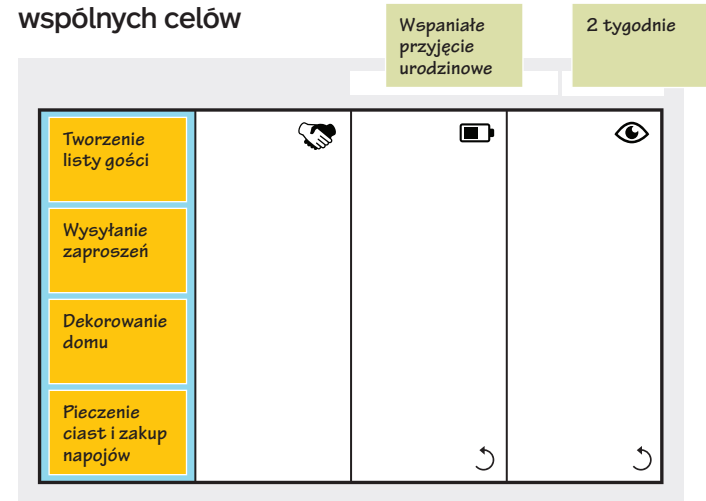 wspólnych celów
Wspaniałe
przyjęcie
urodzinowe
2 tygodnie
Tworzenie
listy gości
Wysyłanie
zaproszeń
Dekorowanie
domu
Pieczenie
ciast i zakup
napojów